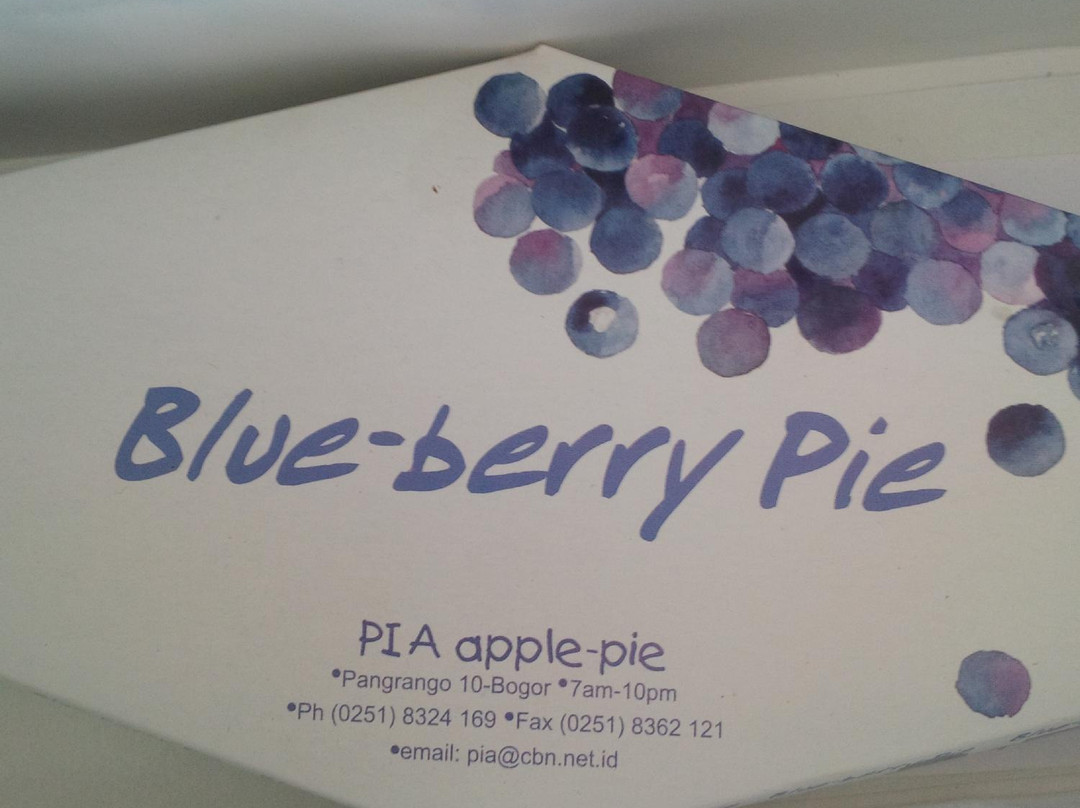 Blue-berry Pie
PIA apple-pie
•Pangrango 10-Bogor •7am-10pm
•Ph (0251) 8324 169 •Fax (0251) 8362 121
•email: pia@cbn.net.id